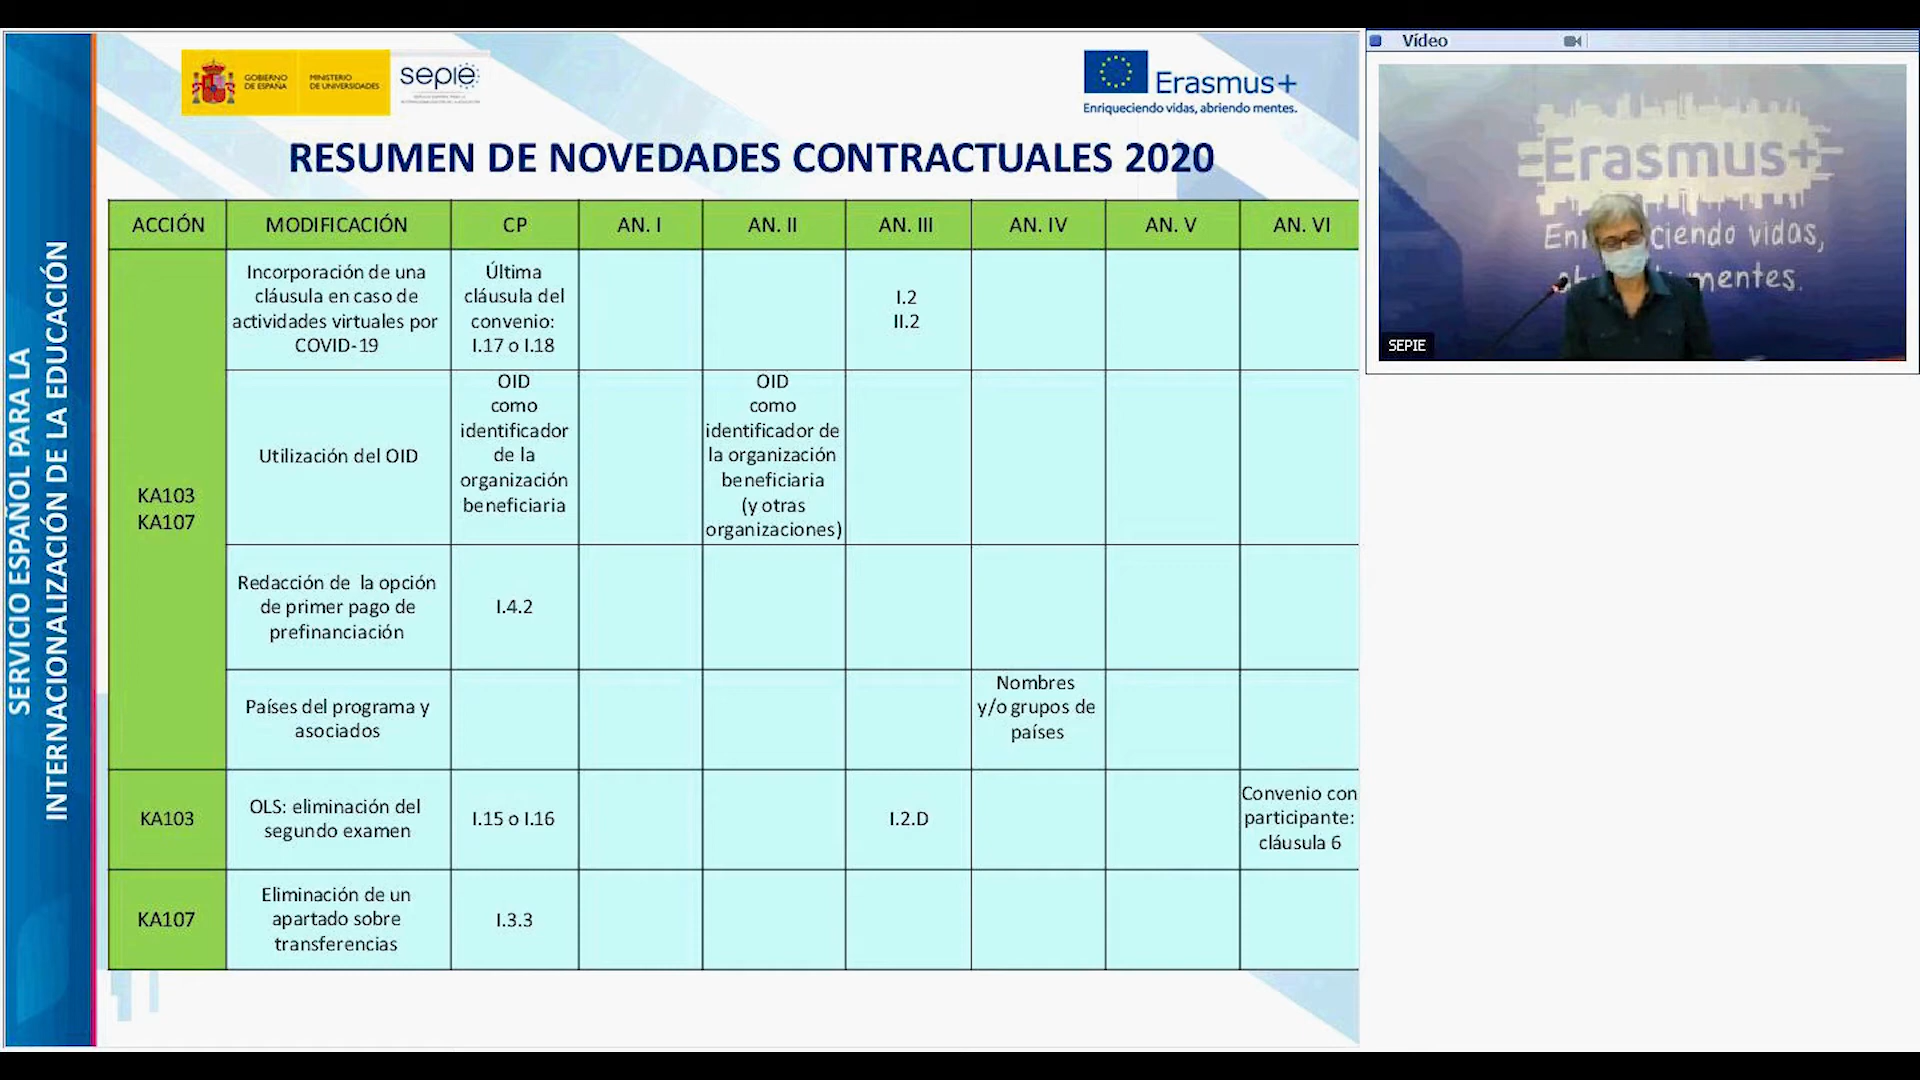 GOBIERNO
DE ESPAÑA
MINISTERIO
DE UNIVERSIDADES
sepie
Erasmus+
Enriqueciendo vidas, abriendo mentes.
SERVICIO ESPAÑOL PARA LA
INTERNACIONALIZACIÓN DE LA EDUCACIÓN
RESUMEN DE NOVEDADES CONTRACTUALES 2020
ACCIÓN MODIFICACIÓN CP AN. I AN. II AN. III AN. IV AN. V AN. VI
KA103
KA107
Incorporación de una
cláusula en caso de
actividades virtuales por
COVID-19
Última
cláusula del
convenio:
I.17 o I.18
I.2
II.2
Utilización del OID
OID
como
identificador
de la
organización
beneficiaria
OID
como
identificador de
la organización
beneficiaria
(y otras
organizaciones)
Redacción de la opción
de primer pago de
prefinanciación
I.4.2
Países del programa y
asociados
Nombres
y/o grupos de
países
KA103
OLS: eliminación del
segundo examen
I.15 o I.16
I.2.D
Convenio con
participante:
cláusula 6
KA107
Eliminación de un
apartado sobre
transferencias
I.3.3
Vídeo
Erasmus+
ciendo vidas,
mentes.
SEPIE